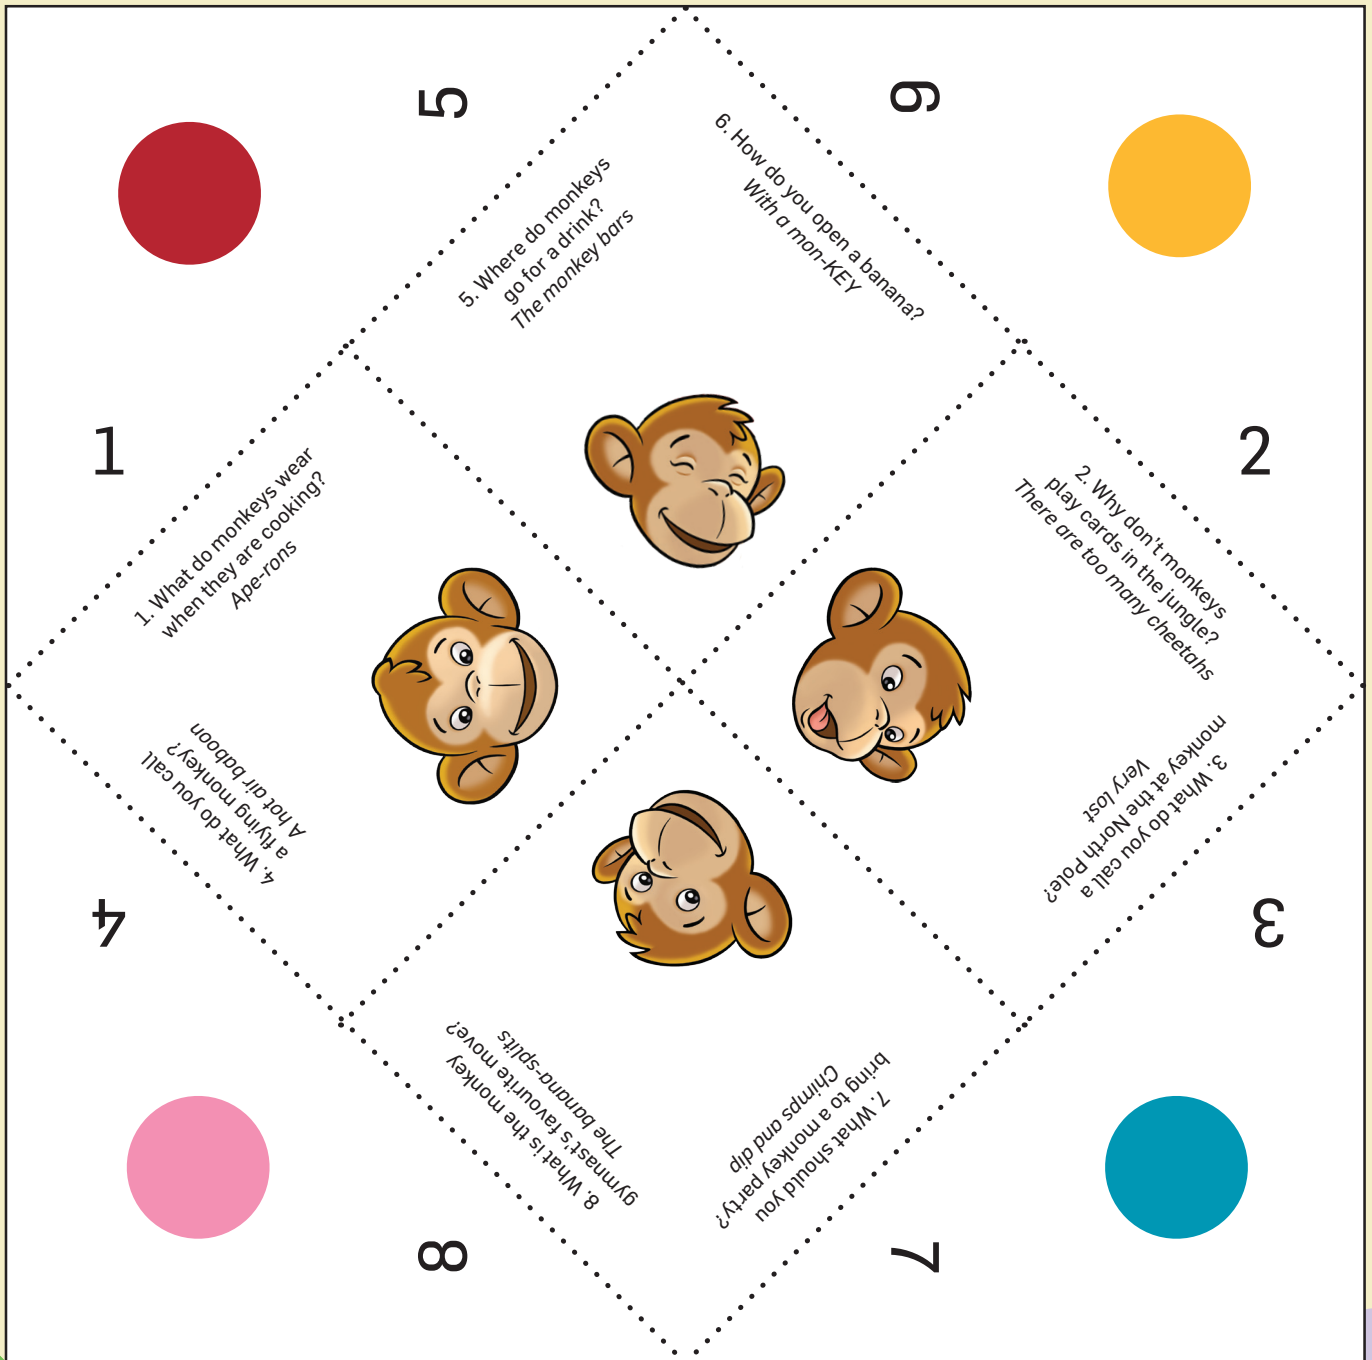 5
6
5. Where do monkeys
go for a drink?
The monkey bars
6. How do you open a banana?
With a mon-KEY
1
2
1. What do monkeys wear
when they are cooking?
Ape-rons
2. Why don't monkeys
play cards in the jungle?
There are too many cheetahs
4. What do you call
a flying monkey?
A hot air baboon
3. What do you call a
monkey at the North Pole?
Very lost
4
3
8. What is the monkey
gymnast's favourite move?
The banana-splits
7. What should you
bring to a monkey party?
Chimps and dip
8
7